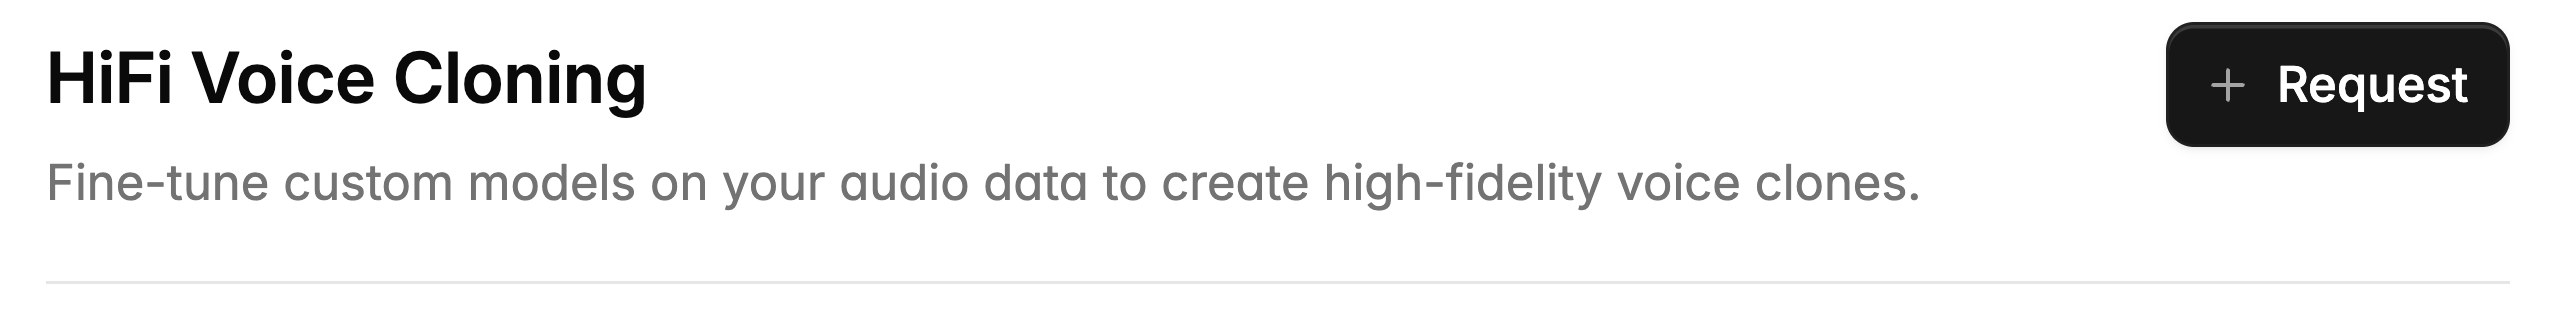 HiFi Voice Cloning
+ Request
Fine-tune custom models on your audio data to create high-fidelity voice clones.